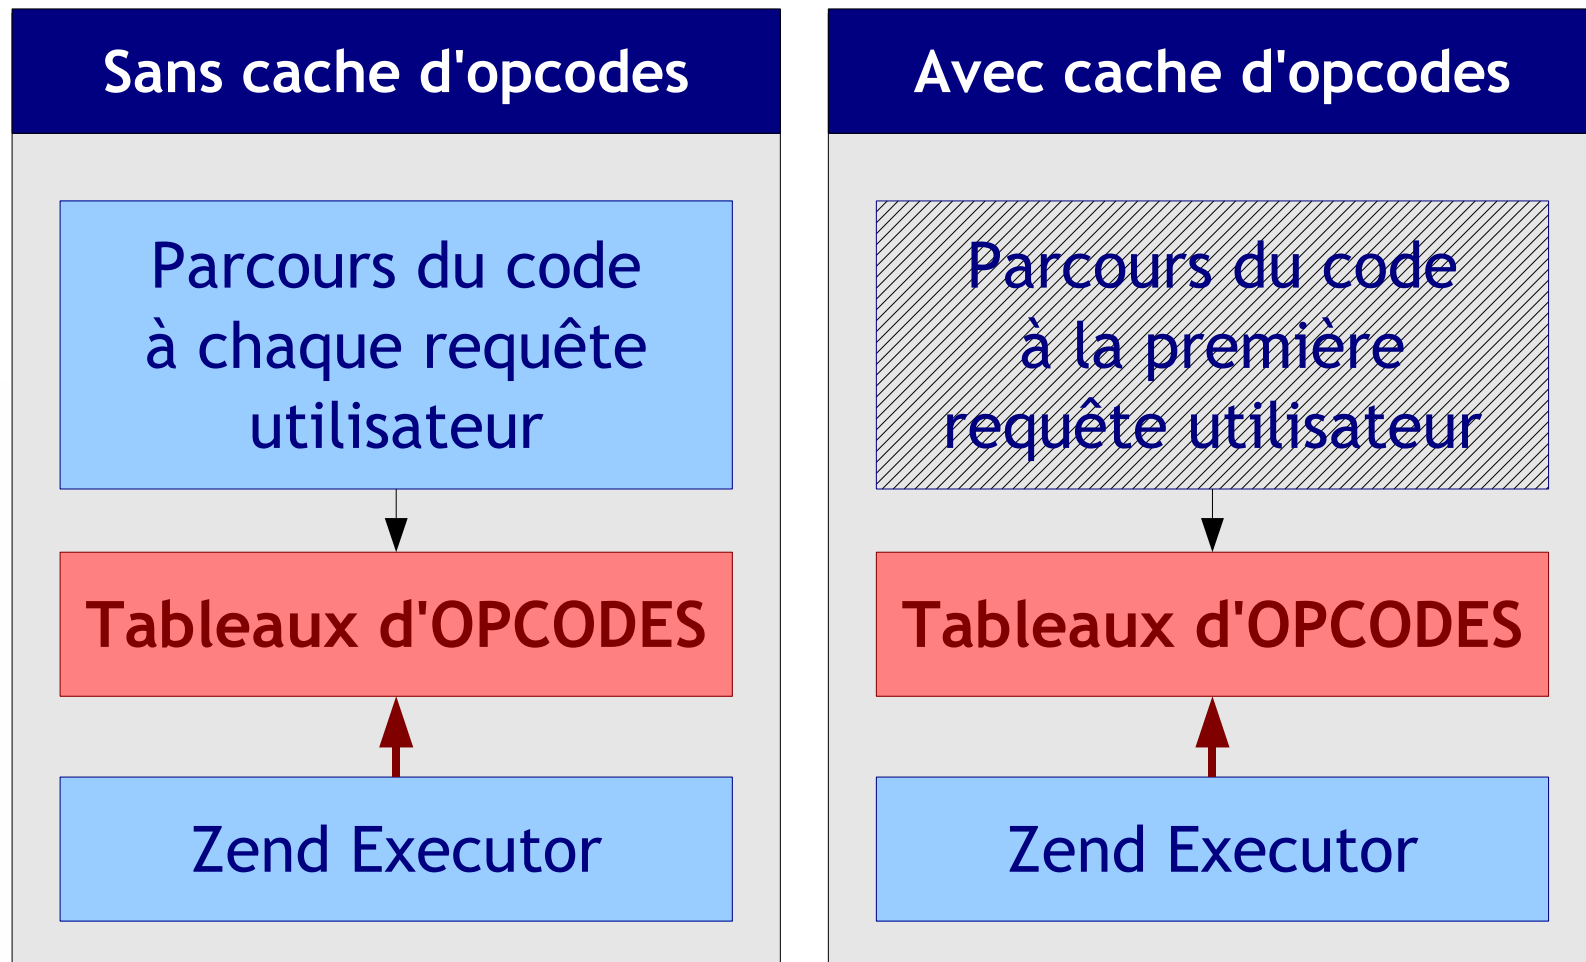 Sans cache d'opcodes
Parcours du code
à chaque requête
utilisateur
Tableaux d'OPCODES
Zend Executor
Avec cache d'opcodes
Parcours du code
à la première
requête utilisateur
Tableaux d'OPCODES
Zend Executor